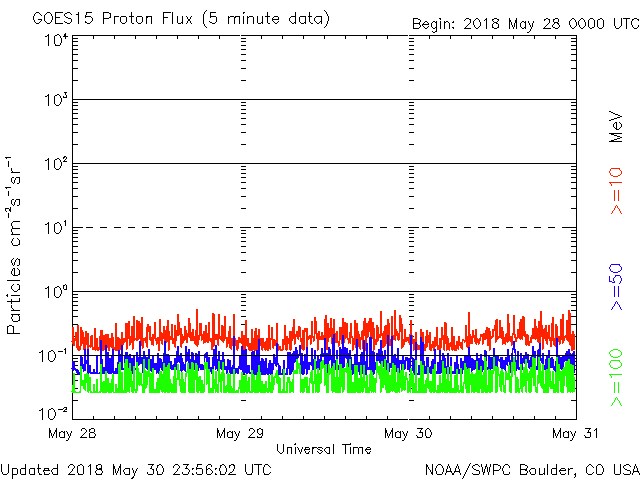 GOES15 Proton Flux (5 minute data)
Begin: 2018 May 28 0000 UTC
Particles cm⁻²s⁻¹sr⁻¹
10⁴
10³
10²
10¹
10⁰
10⁻¹
10⁻²
MeV
>=10
>=50
>=100
May 28
May 29
May 30
May 31
Universal Time
Updated 2018 May 30 23:56:02 UTC
NOAA/SWPC Boulder, CO USA